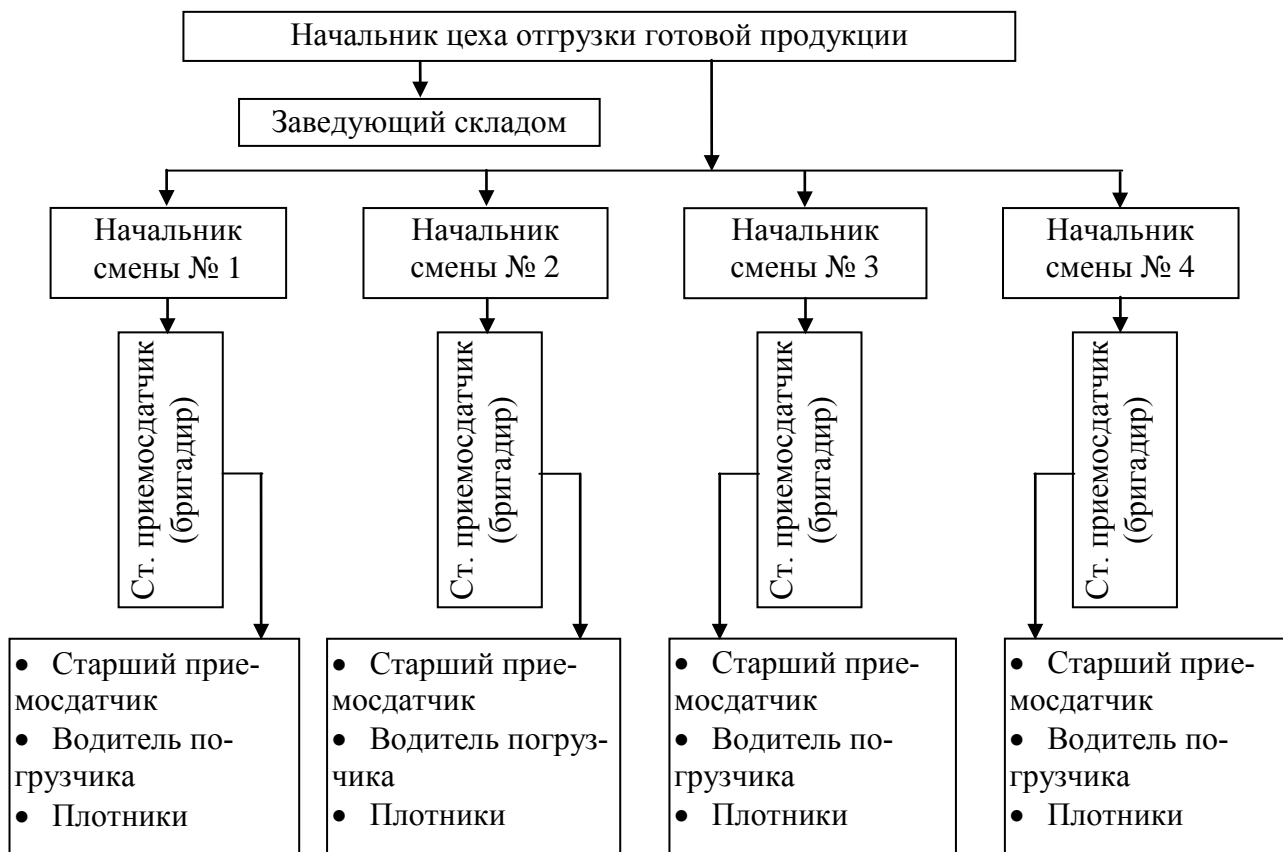 Начальник цеха отгрузки готовой продукции
Заведующий складом
Начальник
смены № 1
Начальник
смены № 2
Начальник
смены № 3
Начальник
смены № 4
Ст. приемосдатчик
(бригадир)
Ст. приемосдатчик
(бригадир)
Ст. приемосдатчик
(бригадир)
Ст. приемосдатчик
(бригадир)
• Старший прие-
мосдатчик
• Водитель по-
грузчика
• Плотники
• Старший прие-
мосдатчик
• Водитель погруз-
чика
• Плотники
• Старший прие-
мосдатчик
• Водитель по-
грузчика
• Плотники
• Старший прие-
мосдатчик
• Водитель по-
грузчика
• Плотники